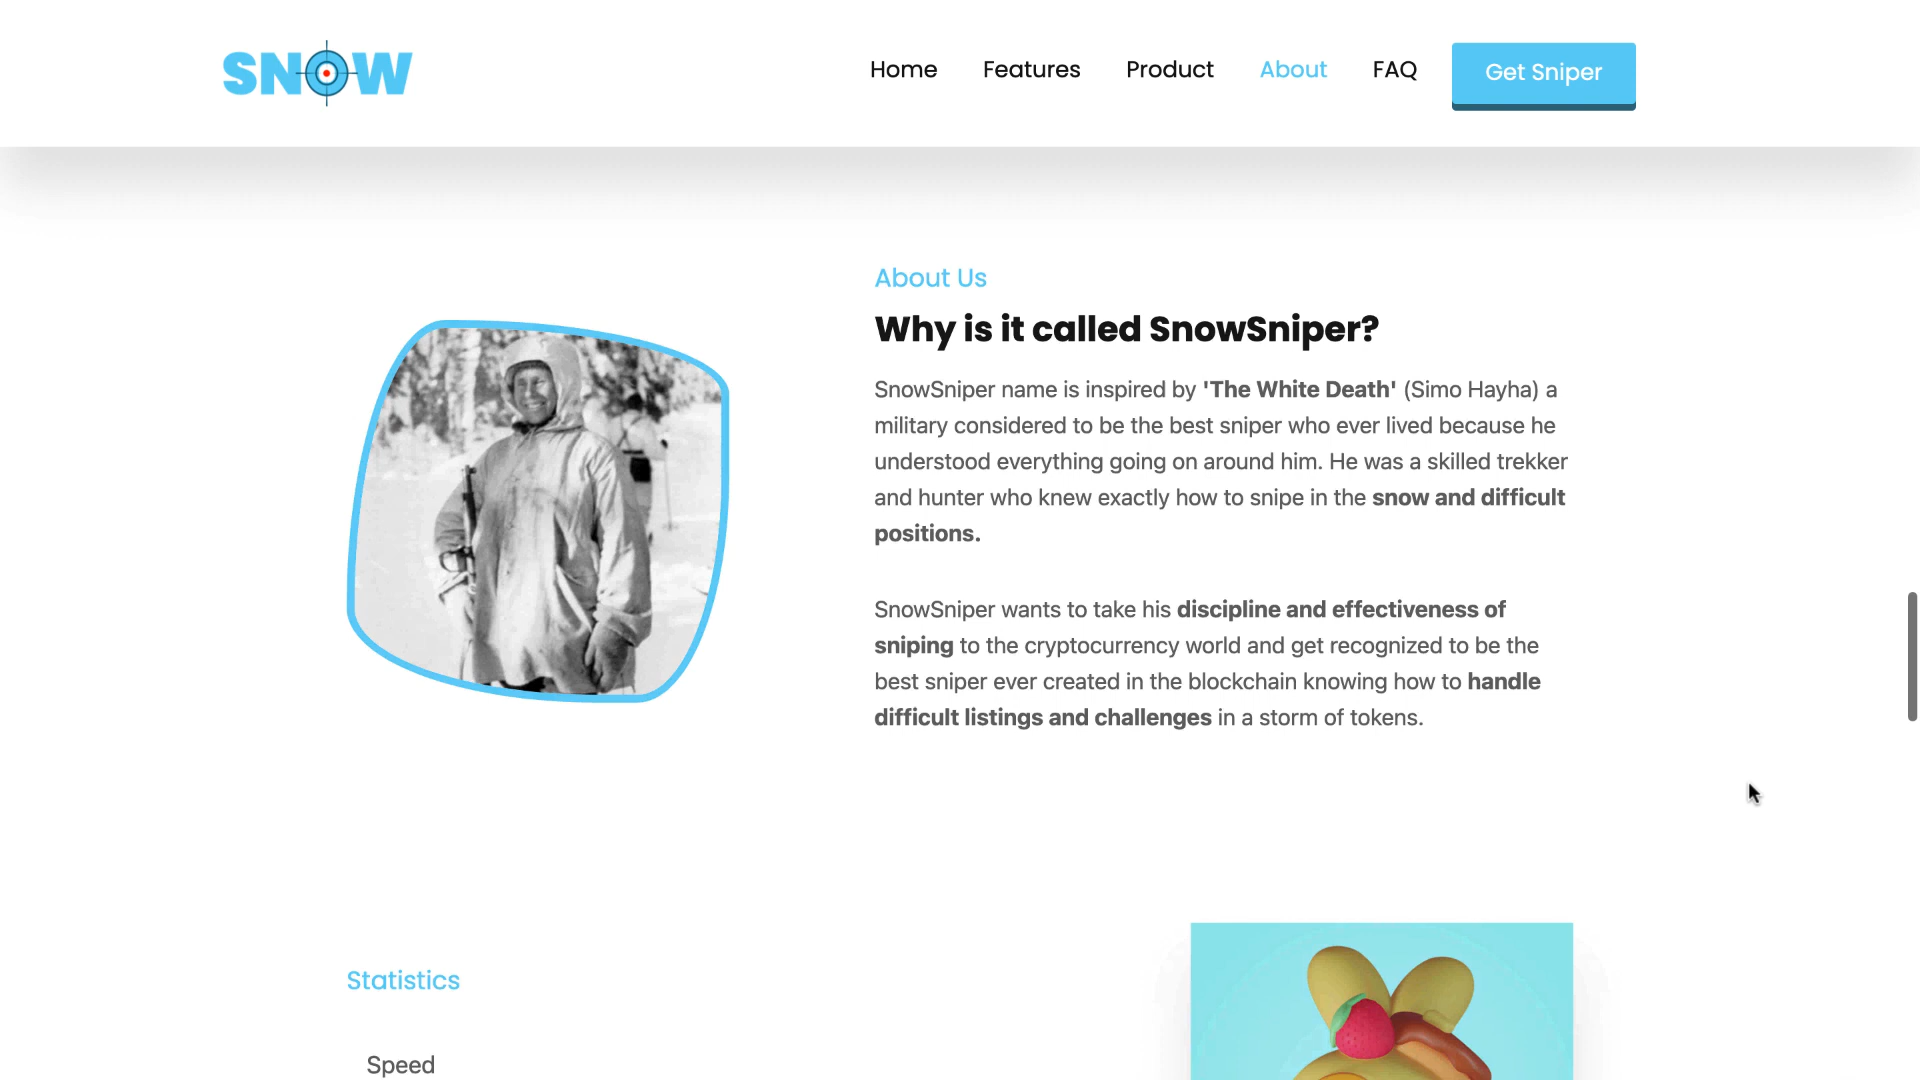 SNOW
Home
Features
Product
About
FAQ
Get Sniper
About Us
Why is it called SnowSniper?
SnowSniper name is inspired by 'The White Death' (Simo Hayha) a
military considered to be the best sniper who ever lived because he
understood everything going on around him. He was a skilled trekker
and hunter who knew exactly how to snipe in the snow and difficult
positions.
SnowSniper wants to take his discipline and effectiveness of
sniping to the cryptocurrency world and get recognized to be the
best sniper ever created in the blockchain knowing how to handle
difficult listings and challenges in a storm of tokens.
Statistics
Speed